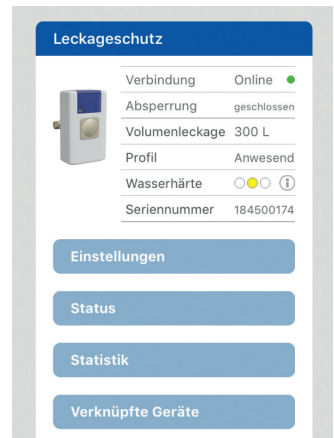 Leckageschutz
Verbindung Online
Absperrung geschlossen
Volumenleckage 300 L
Profil Anwesend
Wasserhärte
Seriennummer 184500174
Einstellungen
Status
Statistik
Verknüpfte Geräte